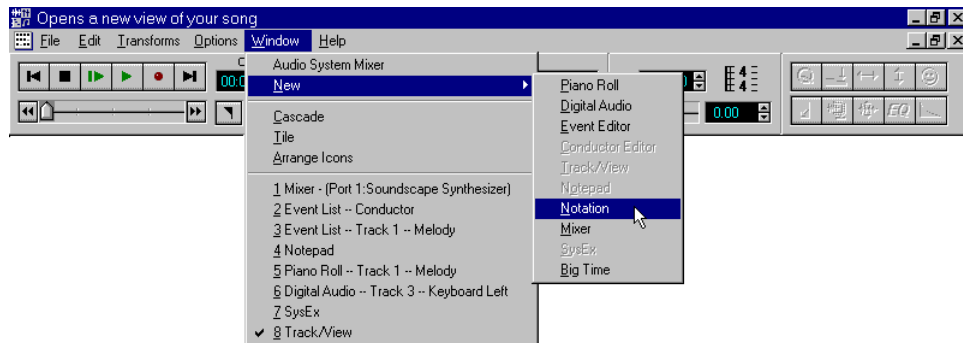 Opens a new view of your song
File Edit Transforms Options Window Help
Audio System Mixer
New
Cascade
Tile
Arrange Icons
1 Mixer - (Port 1:Soundscape Synthesizer)
2 Event List -- Conductor
3 Event List -- Track 1 -- Melody
4 Notepad
5 Piano Roll -- Track 1 -- Melody
6 Digital Audio -- Track 3 -- Keyboard Left
7 SysEx
8 Track/View
Piano Roll
Digital Audio
Event Editor
Conductor Editor
Track/View
Notepad
Notation
Mixer
SysEx
Big Time
4
4
0.00
EQ